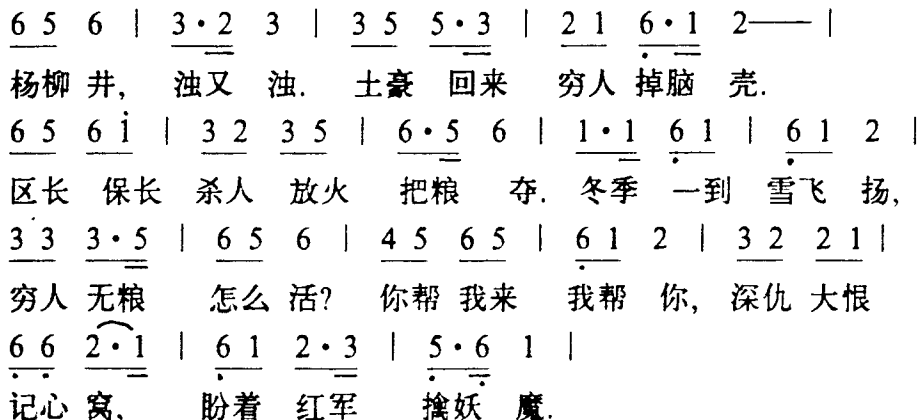 6 5 6 | 3·2 3 | 3 5 5·3 | 2 1 6̣·1 2—— |
杨柳 井, 浊又 浊. 土豪 回来 穷人 掉脑 壳.
6 5 6 i̇ | 3 2 3 5 | 6·5 6 | 1·1 6̣ 1 | 6̣ 1 2 |
区长 保长 杀人 放火 把粮 夺. 冬季 一到 雪飞 扬,
3 3 3·5 | 6 5 6 | 4 5 6 5 | 6̣ 1 2 | 3 2 2 1 |
穷人 无粮 怎么 活? 你帮 我来 我帮 你, 深仇 大恨
6̣ 6̣ 2·1 | 6̣ 1 2·3 | 5̣·6̣ 1 |
记心 窝, 盼着 红军 擒妖 魔.